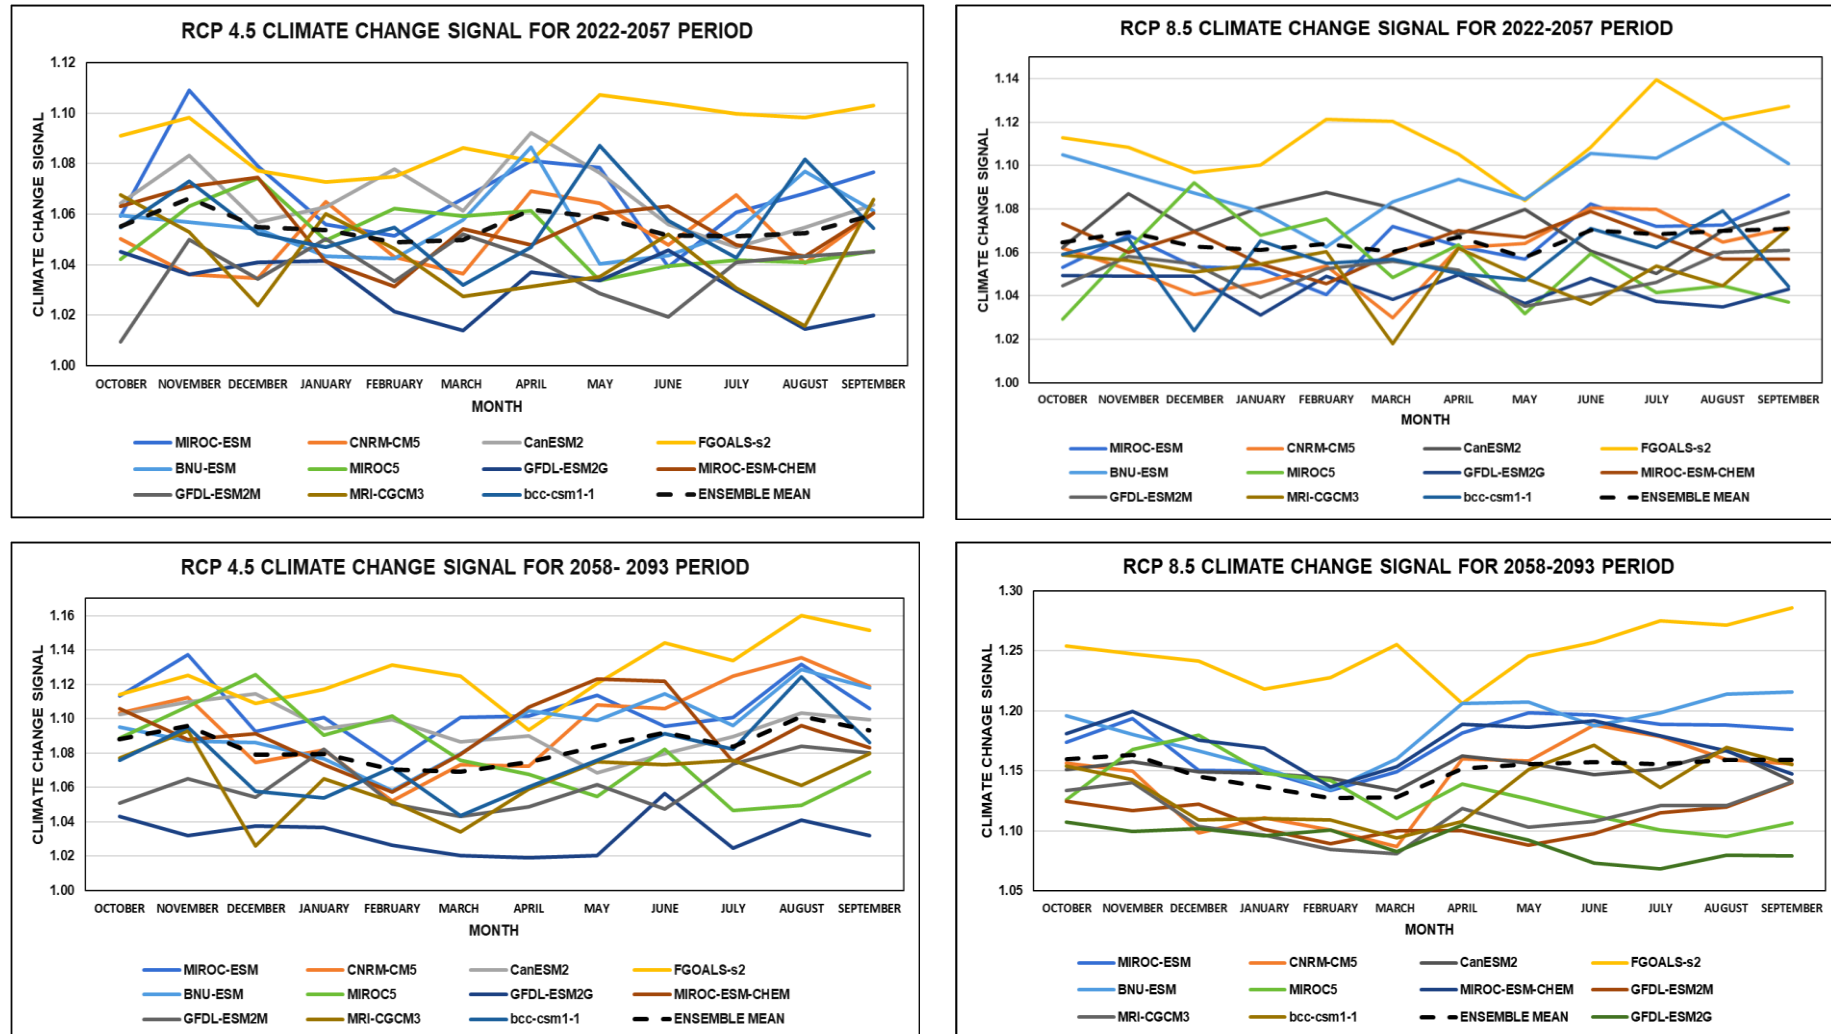 RCP 4.5 CLIMATE CHANGE SIGNAL FOR 2022-2057 PERIOD
CLIMATE CHANGE SIGNAL
1.12
1.10
1.08
1.06
1.04
1.02
1.00
OCTOBER NOVEMBER DECEMBER JANUARY FEBRUARY MARCH APRIL MAY JUNE JULY AUGUST SEPTEMBER
MONTH
MIROC-ESM CNRM-CM5 CanESM2 FGOALS-s2
BNU-ESM MIROC5 GFDL-ESM2G MIROC-ESM-CHEM
GFDL-ESM2M MRI-CGCM3 bcc-csm1-1 ENSEMBLE MEAN
RCP 8.5 CLIMATE CHANGE SIGNAL FOR 2022-2057 PERIOD
CLIMATE CHANGE SIGNAL
1.14
1.12
1.10
1.08
1.06
1.04
1.02
1.00
OCTOBER NOVEMBER DECEMBER JANUARY FEBRUARY MARCH APRIL MAY JUNE JULY AUGUST SEPTEMBER
MONTH
MIROC-ESM CNRM-CM5 CanESM2 FGOALS-s2
BNU-ESM MIROC5 GFDL-ESM2G MIROC-ESM-CHEM
GFDL-ESM2M MRI-CGCM3 bcc-csm1-1 ENSEMBLE MEAN
RCP 4.5 CLIMATE CHANGE SIGNAL FOR 2058- 2093 PERIOD
CLIMATE CHANGE SIGNAL
1.16
1.14
1.12
1.10
1.08
1.06
1.04
1.02
1.00
OCTOBER NOVEMBER DECEMBER JANUARY FEBRUARY MARCH APRIL MAY JUNE JULY AUGUST SEPTEMBER
MONTH
MIROC-ESM CNRM-CM5 CanESM2 FGOALS-s2
BNU-ESM MIROC5 GFDL-ESM2G MIROC-ESM-CHEM
GFDL-ESM2M MRI-CGCM3 bcc-csm1-1 ENSEMBLE MEAN
RCP 8.5 CLIMATE CHANGE SIGNAL FOR 2058-2093 PERIOD
CLIMATE CHNAGE SIGNAL
1.30
1.25
1.20
1.15
1.10
1.05
OCTOBER NOVEMBER DECEMBER JANUARY FEBRUARY MARCH APRIL MAY JUNE JULY AUGUST SEPTEMBER
MONTH
MIROC-ESM CNRM-CM5 CanESM2 FGOALS-s2
BNU-ESM MIROC5 MIROC-ESM-CHEM GFDL-ESM2M
MRI-CGCM3 bcc-csm1-1 ENSEMBLE MEAN GFDL-ESM2G